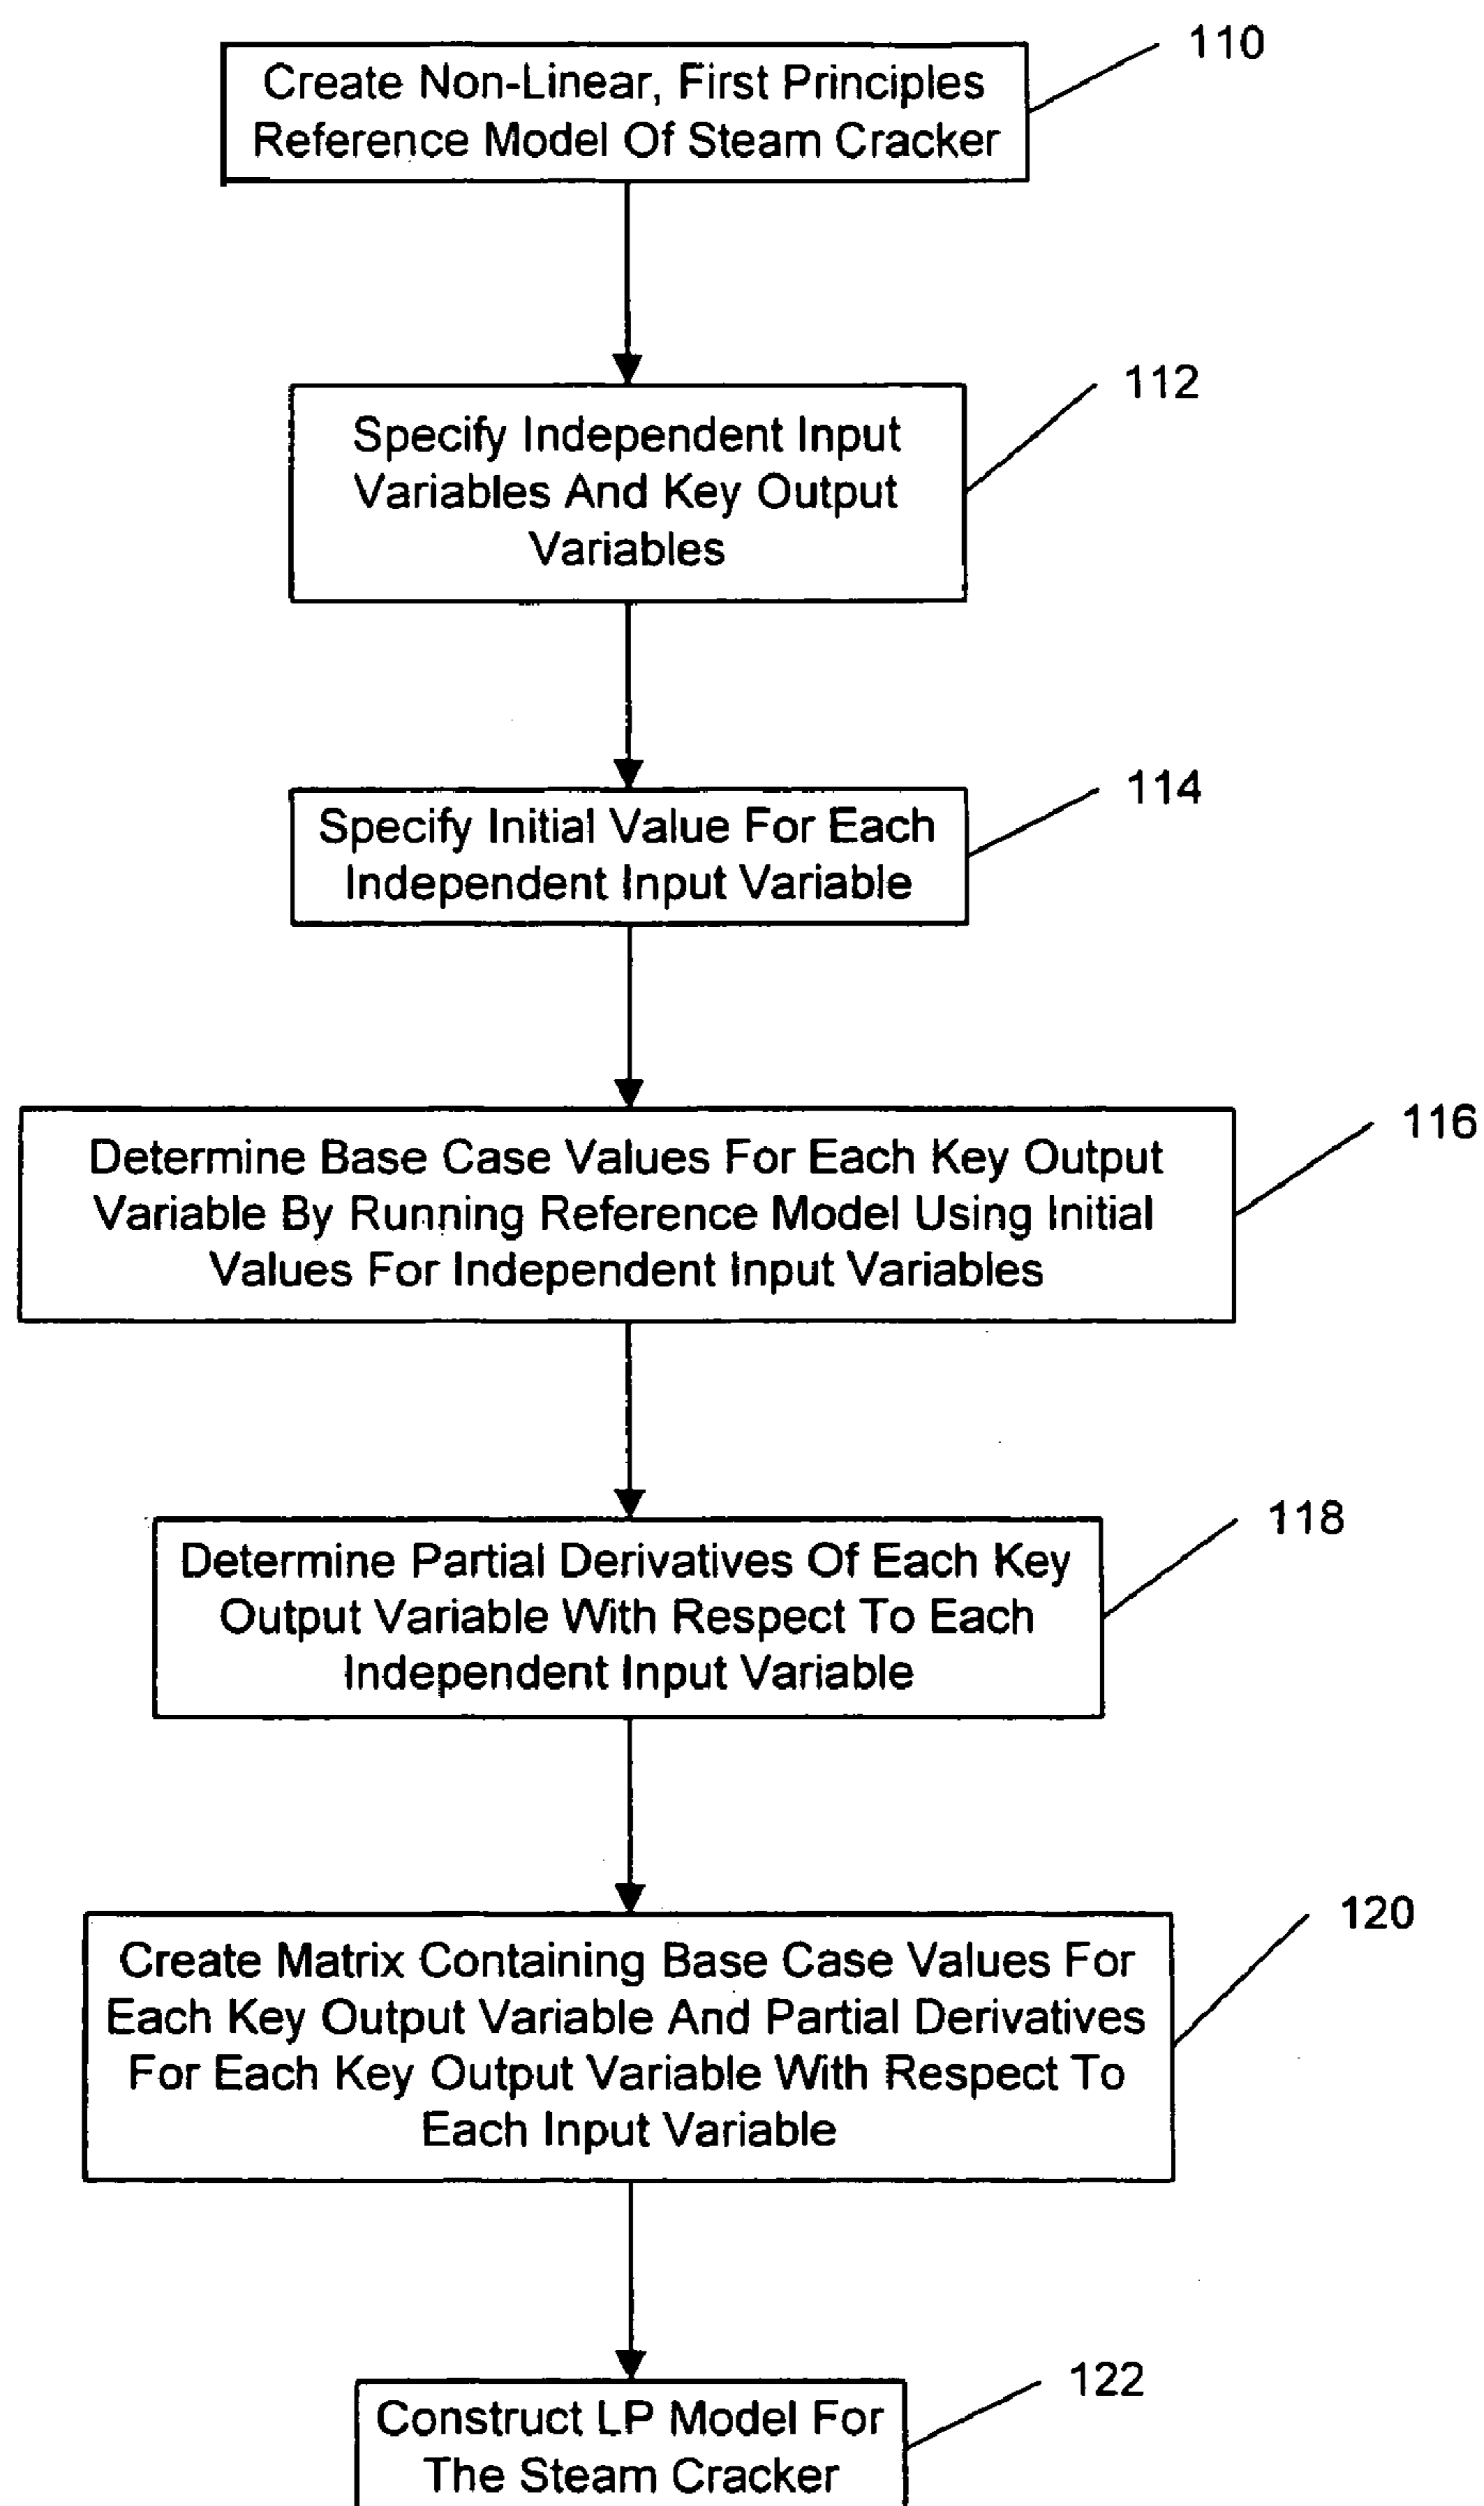 110
Create Non-Linear, First Principles
Reference Model Of Steam Cracker
112
Specify Independent Input
Variables And Key Output
Variables
114
Specify Initial Value For Each
Independent Input Variable
116
Determine Base Case Values For Each Key Output
Variable By Running Reference Model Using Initial
Values For Independent Input Variables
118
Determine Partial Derivatives Of Each Key
Output Variable With Respect To Each
Independent Input Variable
120
Create Matrix Containing Base Case Values For
Each Key Output Variable And Partial Derivatives
For Each Key Output Variable With Respect To
Each Input Variable
122
Construct LP Model For
The Steam Cracker